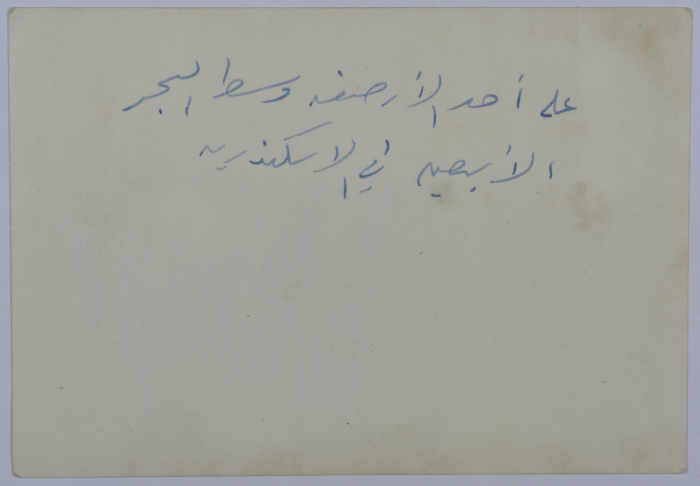 على أحد الأرصفه وسط البحر
الأبيض في الاسكندريه